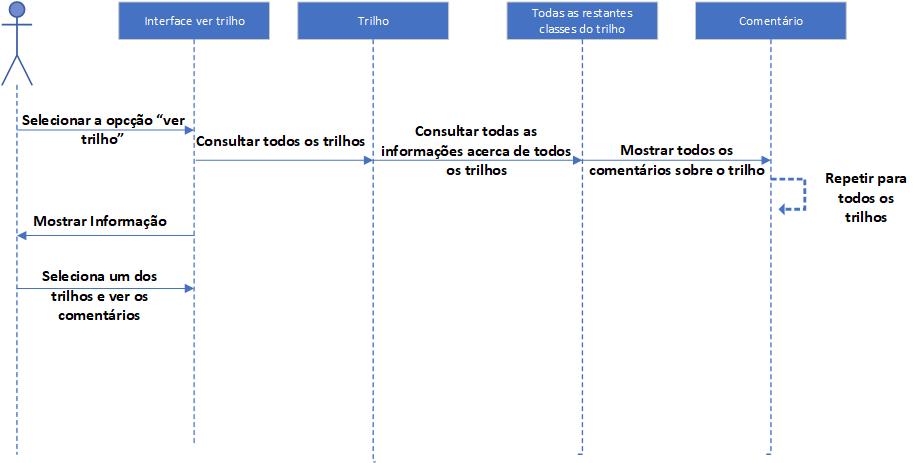 Interface ver trilho
Trilho
Todas as restantes
classes do trilho
Comentário
Selecionar a opcção “ver
trilho”
Consultar todos os trilhos
Consultar todas as
informações acerca de todos
os trilhos
Mostrar todos os
comentários sobre o trilho
Repetir para
todos os
trilhos
Mostrar Informação
Seleciona um dos
trilhos e ver os
comentários